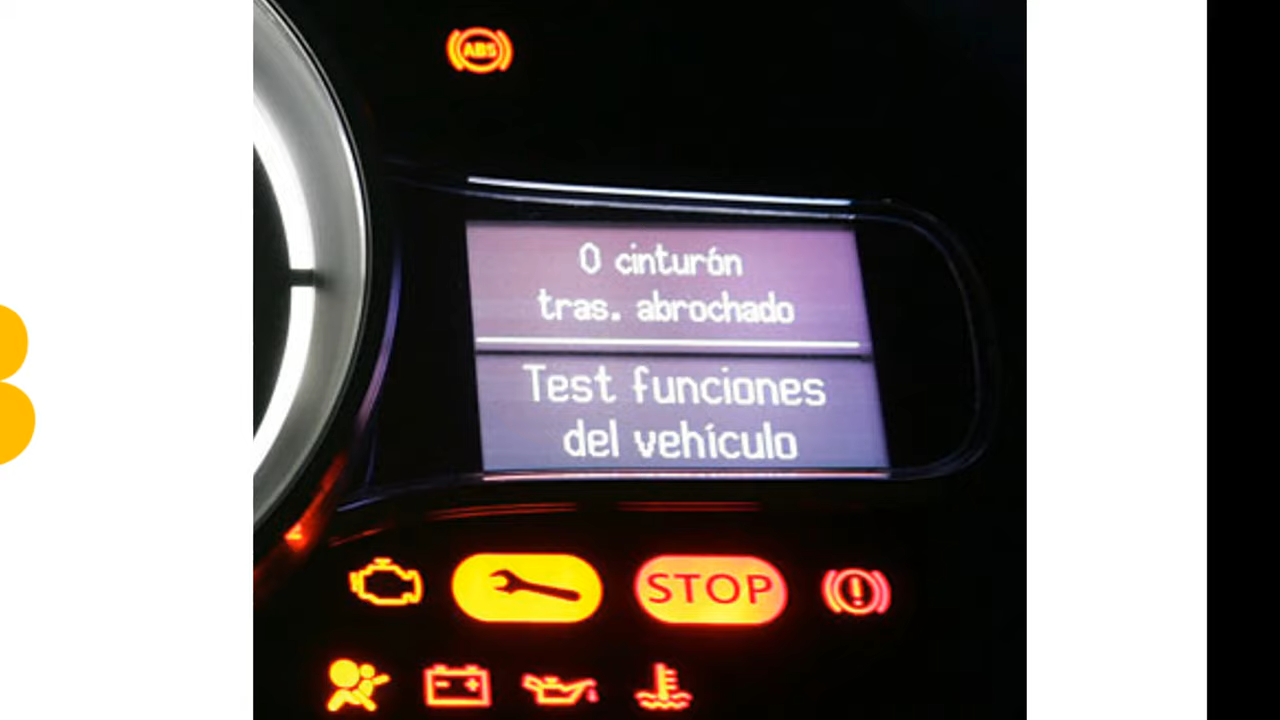 ABS
0 cinturón
tras. abrochado
Test funciones
del vehículo
STOP